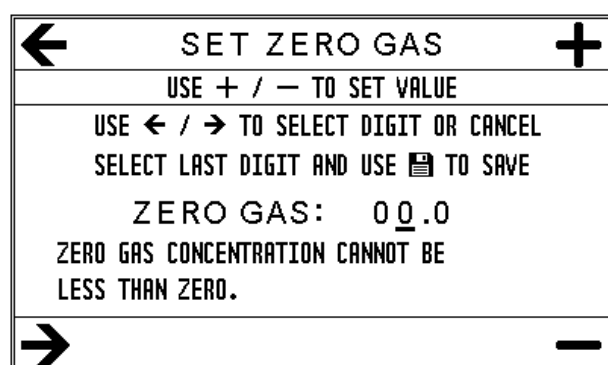 ← SET ZERO GAS +
USE + / − TO SET VALUE
USE ← / → TO SELECT DIGIT OR CANCEL
SELECT LAST DIGIT AND USE 💾 TO SAVE
ZERO GAS: 00.0
ZERO GAS CONCENTRATION CANNOT BE
LESS THAN ZERO.
→ −